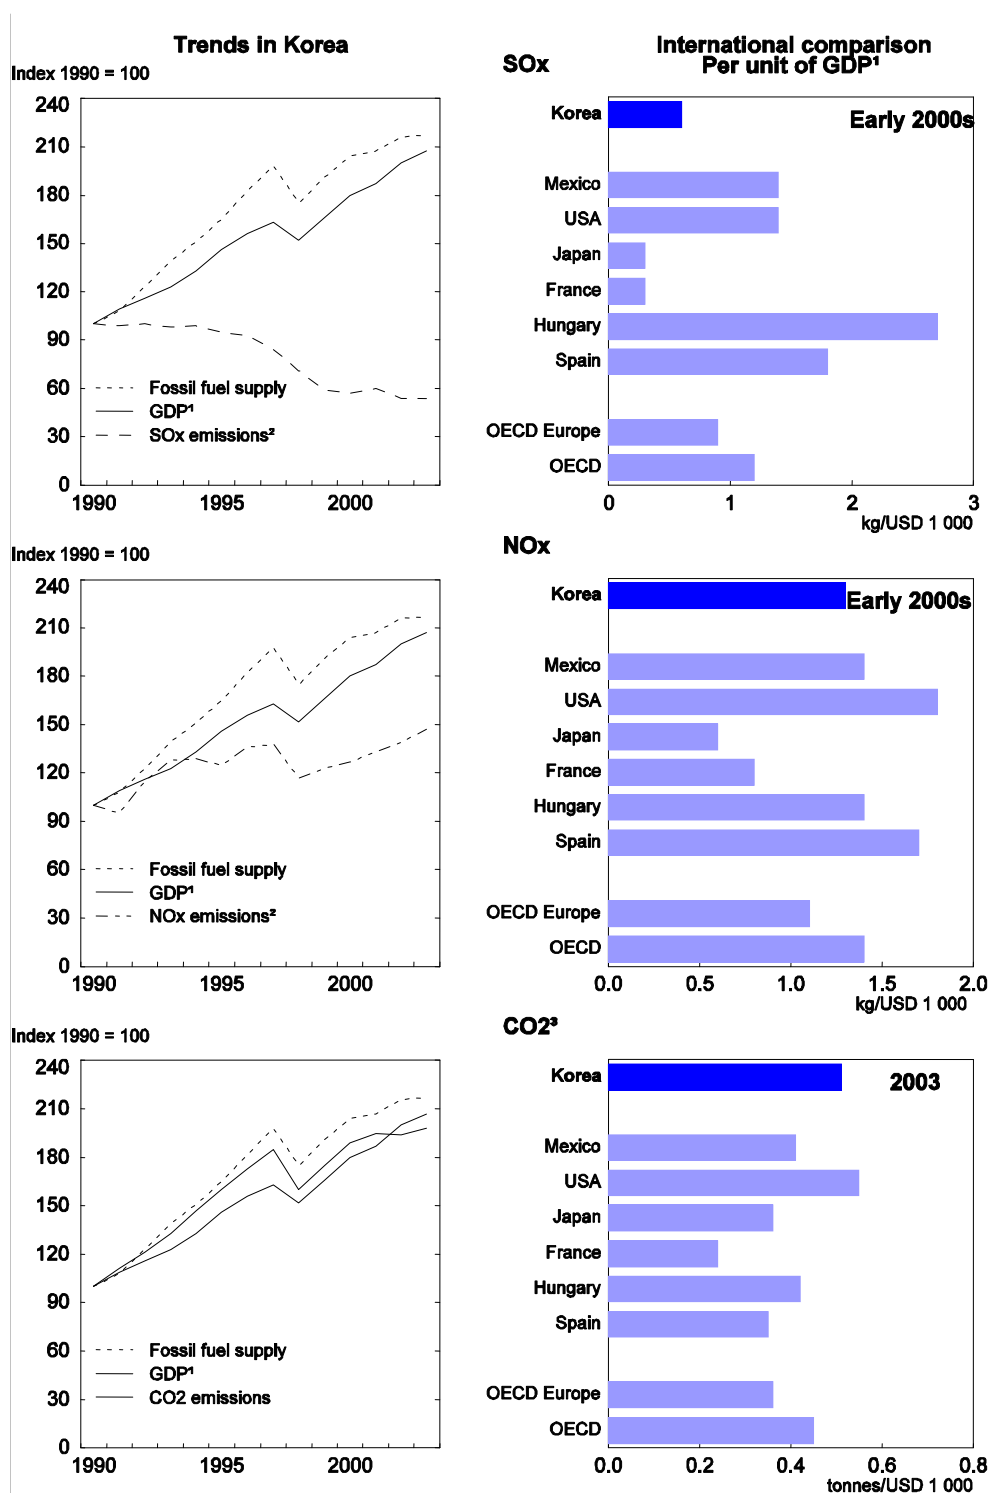 Trends in Korea
International comparison
Per unit of GDP¹
Index 1990 = 100
SOx
240
210
180
150
120
90
60
30
0
1990
1995
2000
Fossil fuel supply
GDP¹
SOx emissions²
Korea
Early 2000s
Mexico
USA
Japan
France
Hungary
Spain
OECD Europe
OECD
0
1
2
3
kg/USD 1 000
Index 1990 = 100
NOx
240
210
180
150
120
90
60
30
0
1990
1995
2000
Fossil fuel supply
GDP¹
NOx emissions²
Korea
Early 2000s
Mexico
USA
Japan
France
Hungary
Spain
OECD Europe
OECD
0.0
0.5
1.0
1.5
2.0
kg/USD 1 000
Index 1990 = 100
CO2³
240
210
180
150
120
90
60
30
0
1990
1995
2000
Fossil fuel supply
GDP¹
CO2 emissions
Korea
2003
Mexico
USA
Japan
France
Hungary
Spain
OECD Europe
OECD
0.0
0.2
0.4
0.6
0.8
tonnes/USD 1 000